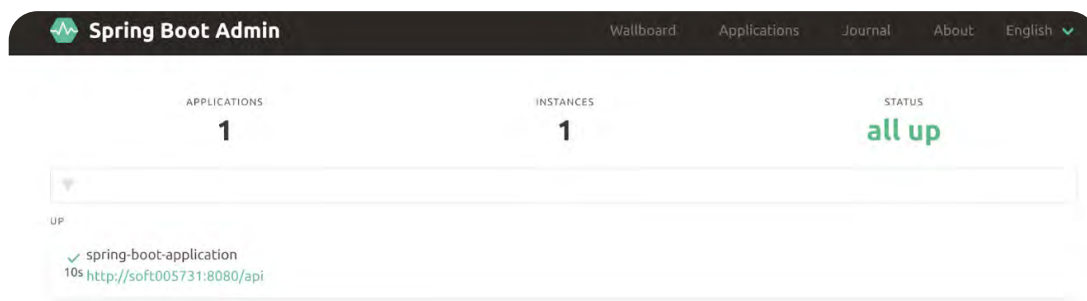 Spring Boot Admin Wallboard Applications Journal About English
APPLICATIONS INSTANCES STATUS
1 1 all up
UP
spring-boot-application
10s http://soft005731:8080/api